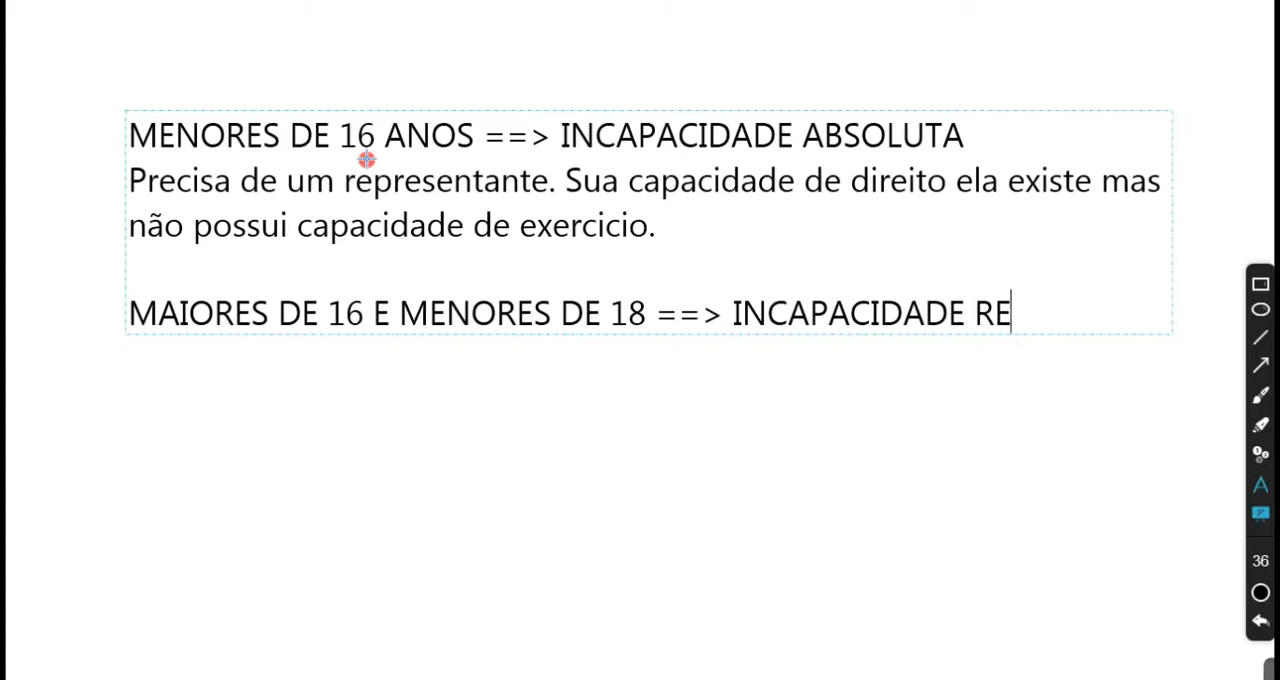 MENORES DE 16 ANOS ==> INCAPACIDADE ABSOLUTA
Precisa de um representante. Sua capacidade de direito ela existe mas
não possui capacidade de exercicio.
MAIORES DE 16 E MENORES DE 18 ==> INCAPACIDADE RE
36